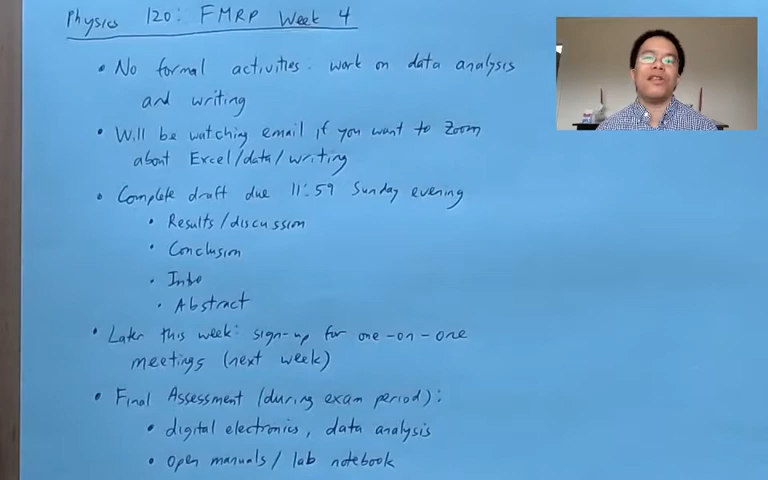 Physics 120: FMRP Week 4
• No formal activities: work on data analysis
and writing
• Will be watching email if you want to Zoom
about Excel/data/writing
• Complete draft due 11:59 Sunday evening
• Results/discussion
• Conclusion
• Intro
• Abstract
• Later this week: sign-up for one-on-one
meetings (next week)
• Final Assessment (during exam period):
• digital electronics, data analysis
• open manuals/lab notebook